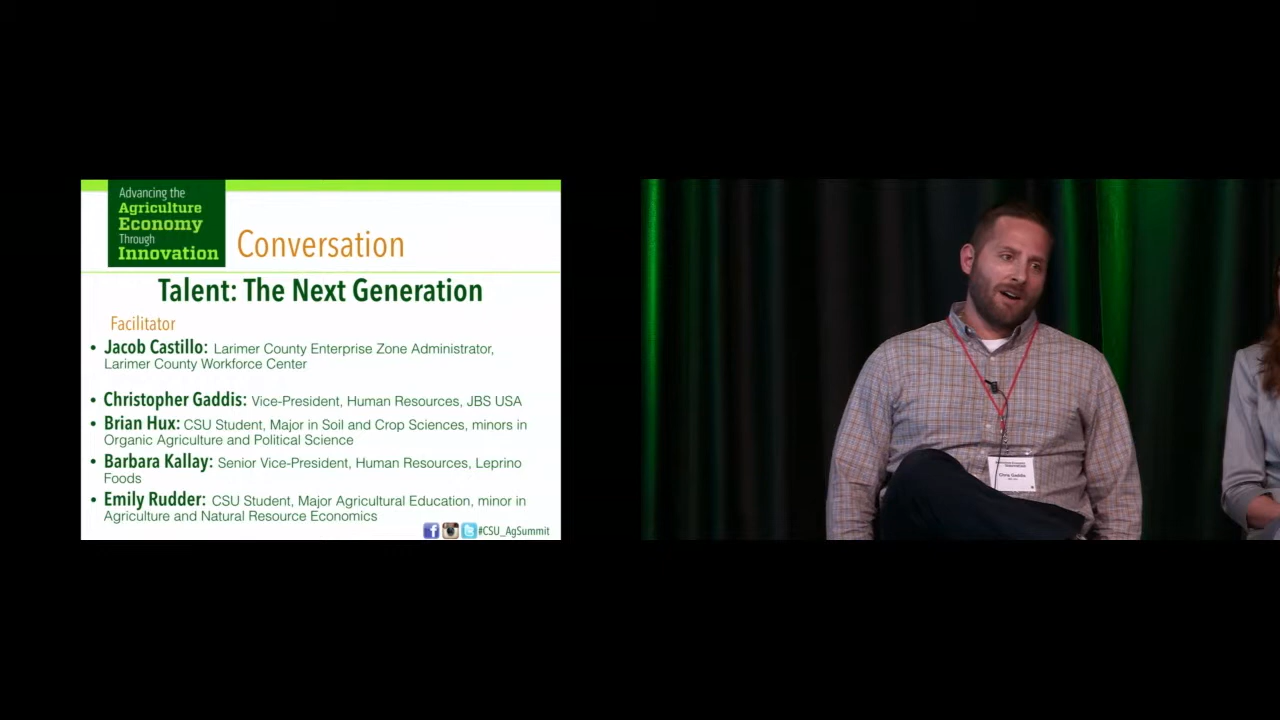 Advancing the
Agriculture
Economy
Through
Innovation
Conversation
Talent: The Next Generation
Facilitator
• Jacob Castillo: Larimer County Enterprise Zone Administrator,
Larimer County Workforce Center
• Christopher Gaddis: Vice-President, Human Resources, JBS USA
• Brian Hux: CSU Student, Major in Soil and Crop Sciences, minors in
Organic Agriculture and Political Science
• Barbara Kallay: Senior Vice-President, Human Resources, Leprino
Foods
• Emily Rudder: CSU Student, Major Agricultural Education, minor in
Agriculture and Natural Resource Economics
#CSU_AgSummit
Chris Gaddis